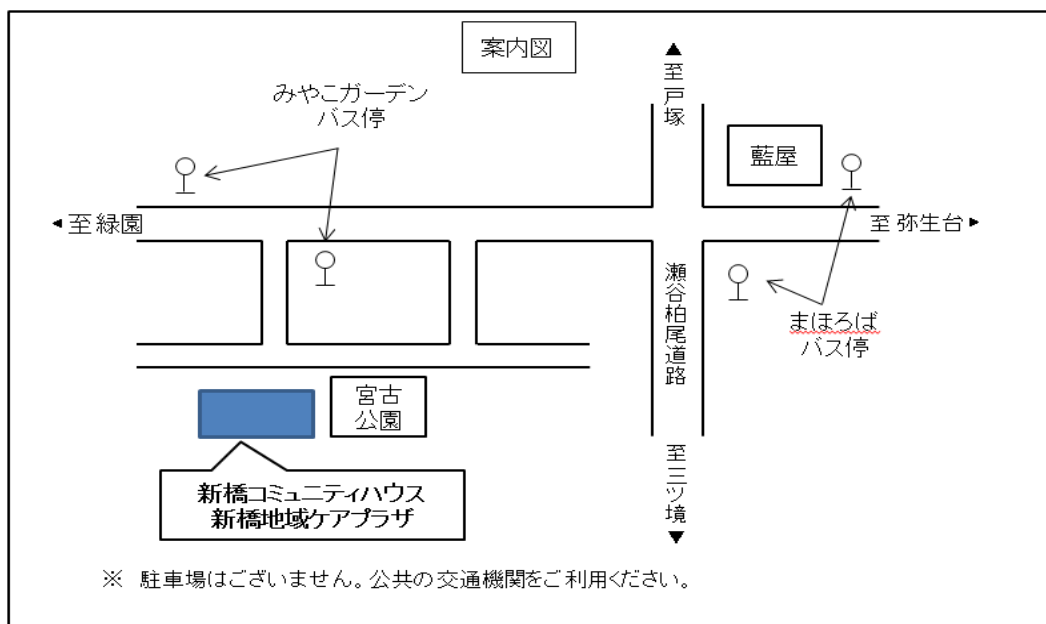 案内図
至戸塚
みやこガーデン
バス停
藍屋
至 緑園
至 弥生台
瀬谷柏尾道路
まほろば
バス停
宮古
公園
新橋コミュニティハウス
新橋地域ケアプラザ
至三ツ境
※ 駐車場はございません。公共の交通機関をご利用ください。